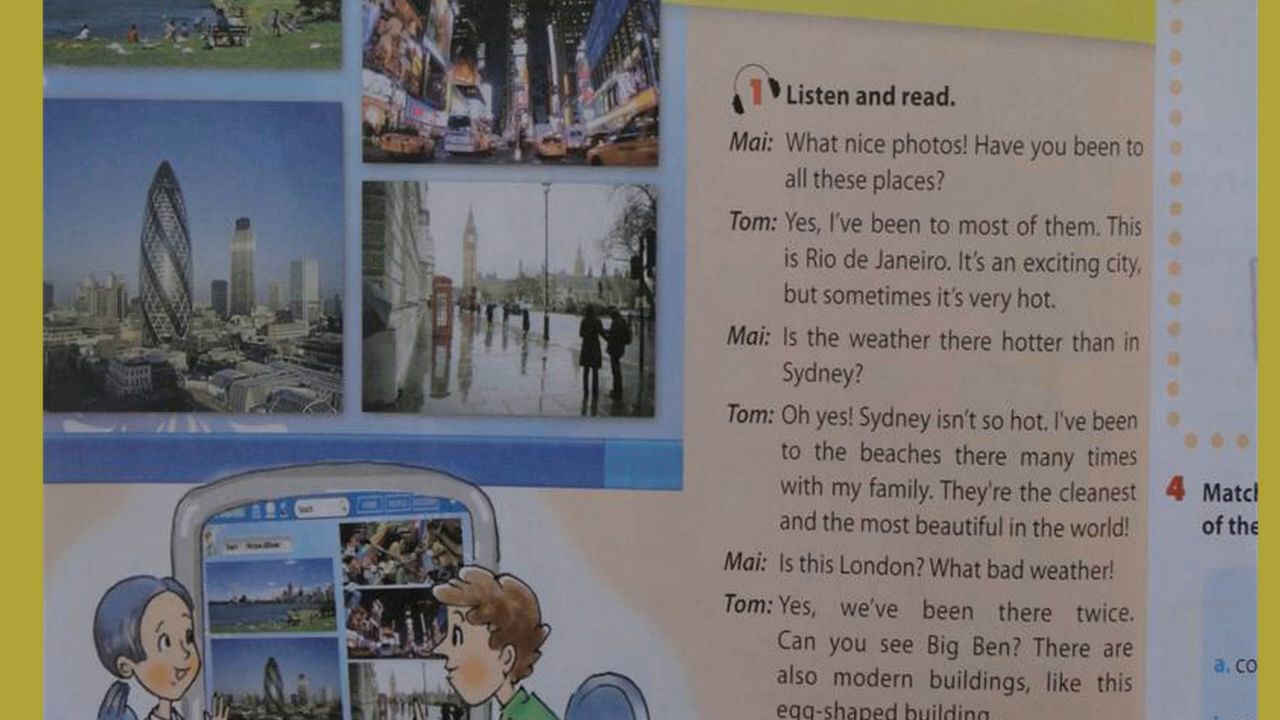 1 Listen and read.
Mai: What nice photos! Have you been to
all these places?
Tom: Yes, I've been to most of them. This
is Rio de Janeiro. It's an exciting city,
but sometimes it's very hot.
Mai: Is the weather there hotter than in
Sydney?
Tom: Oh yes! Sydney isn't so hot. I've been
to the beaches there many times
with my family. They're the cleanest
and the most beautiful in the world!
Mai: Is this London? What bad weather!
Tom: Yes, we've been there twice.
Can you see Big Ben? There are
also modern buildings, like this
egg-shaped building...
4 Match
of the
a. co